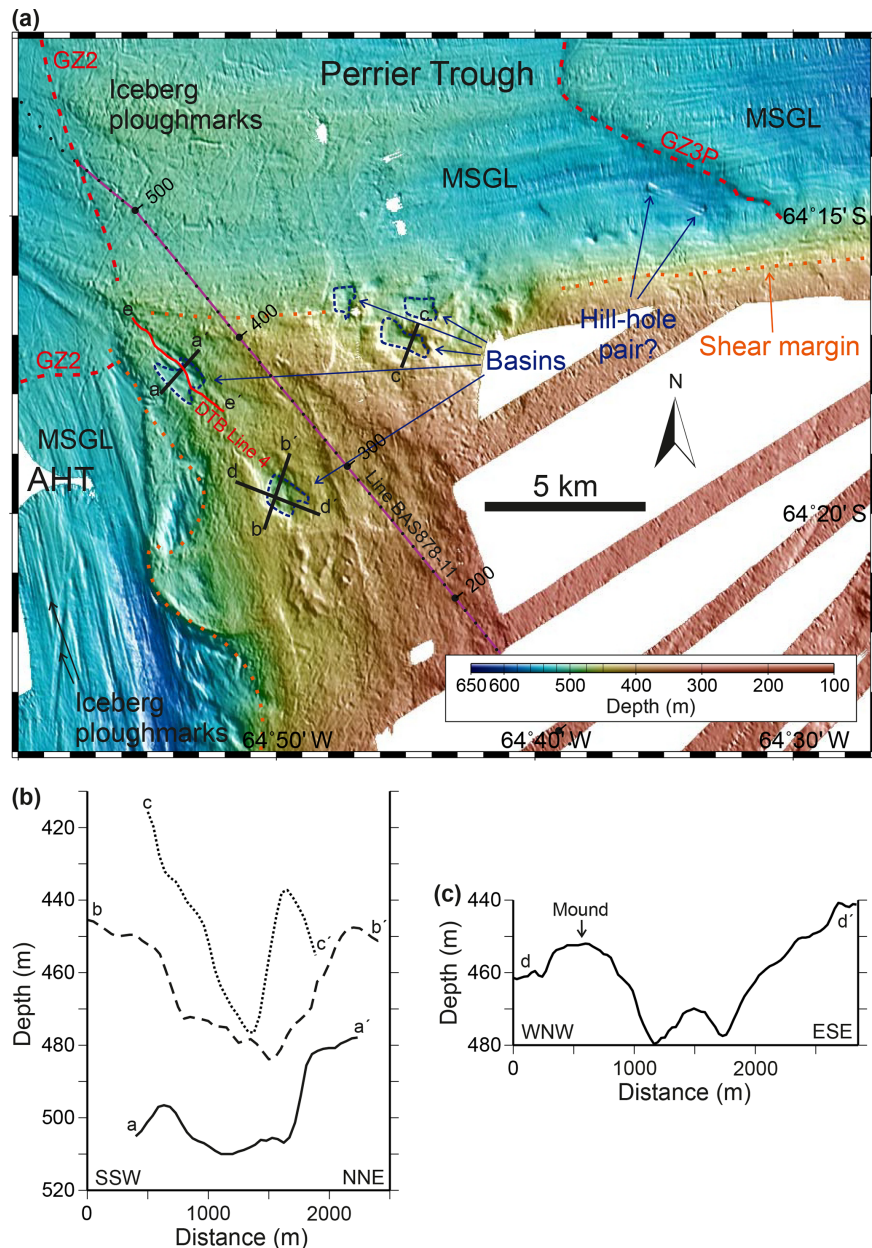 (a)
GZ2
Iceberg
ploughmarks
Perrier Trough
MSGL
GZ3P
MSGL
500
64°15' S
e
400
c´
a´
Hill-hole
pair?
Basins
Shear margin
GZ2
a
c
e´
DTB Line 4
N
MSGL
AHT
b´
300
d
d´
b
Line BAS878-11
5 km
64°20' S
200
Iceberg
ploughmarks
650 600 500 400 300 200 100
Depth (m)
64°50' W
64°40' W
64°30' W
(b)
420
440
460
480
500
520
Depth (m)
c
b
c´
b´
a´
a
SSW
NNE
0 1000 2000
Distance (m)
(c)
440
460
480
Depth (m)
Mound
d
d´
WNW
ESE
0 1000 2000
Distance (m)